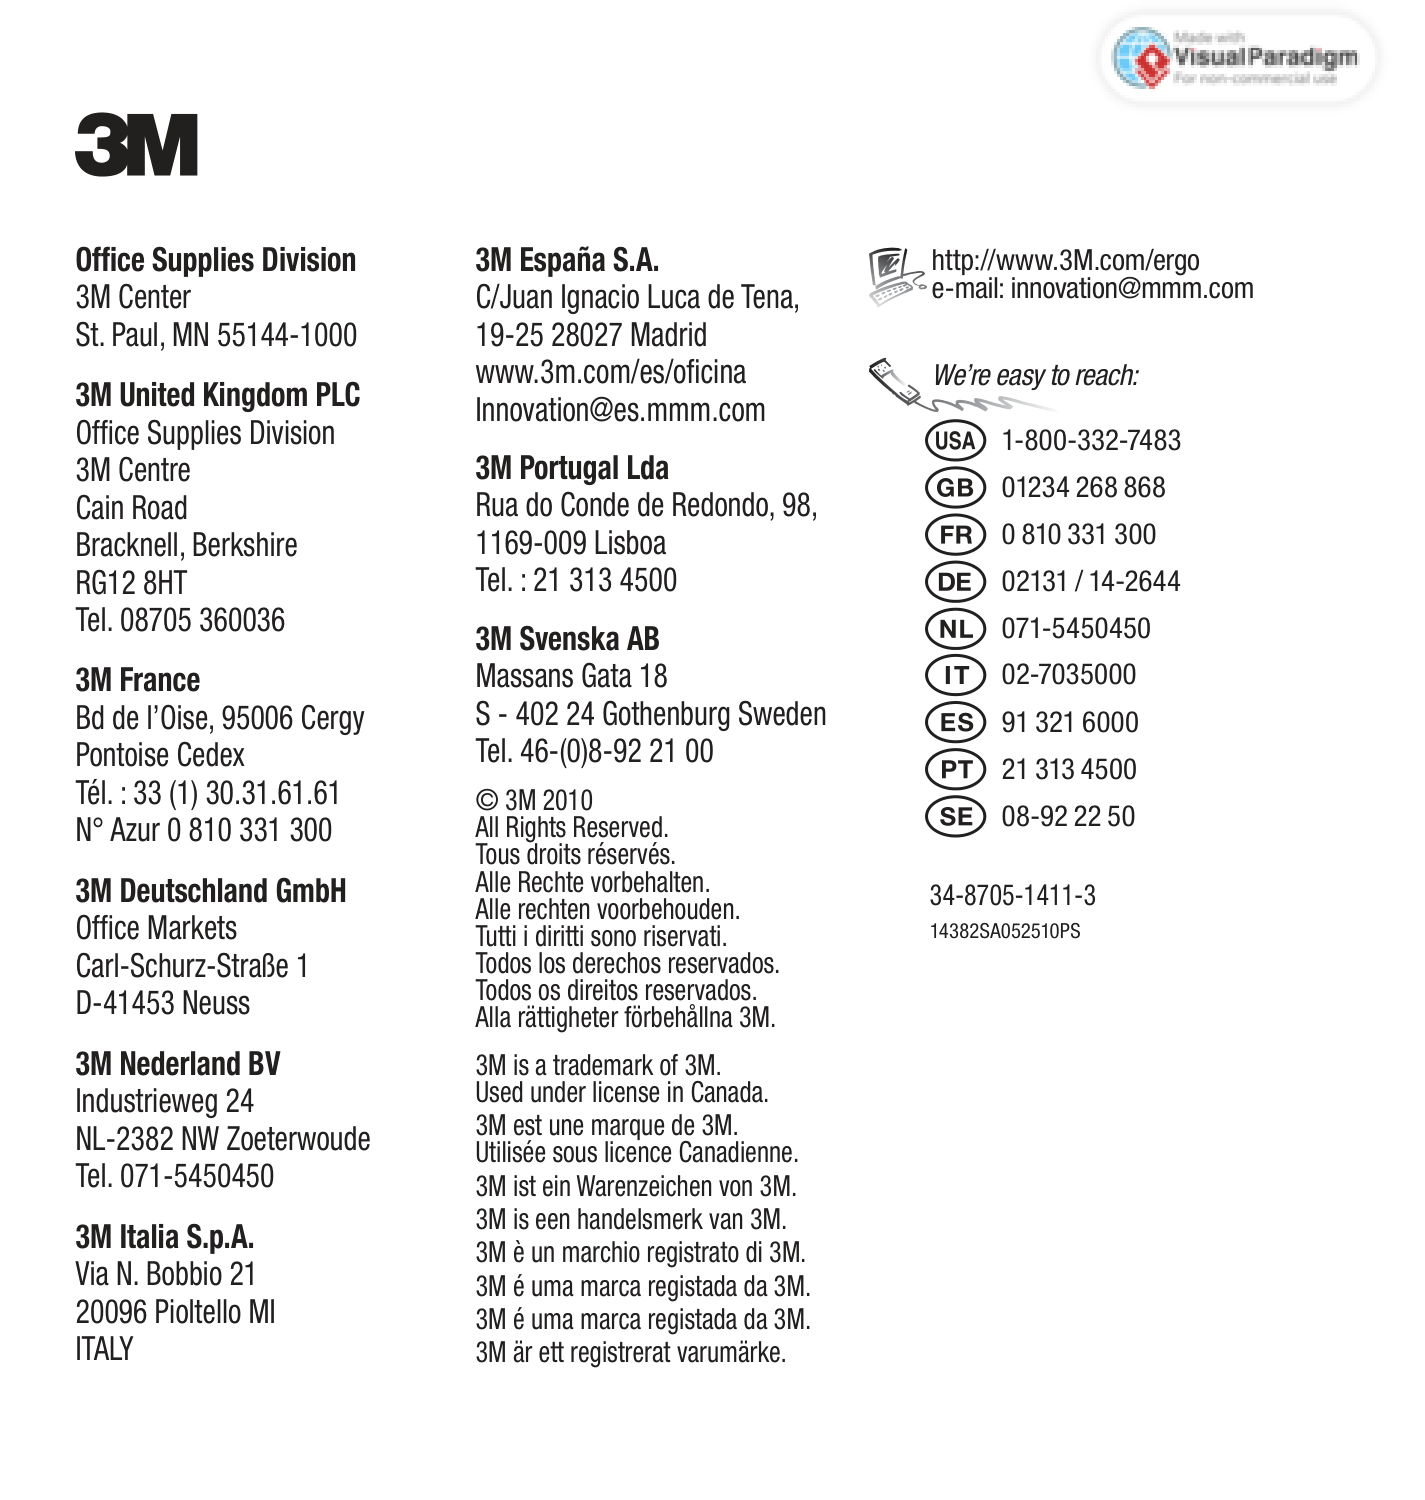 Made with
Visual Paradigm
For non-commercial use
3M
Office Supplies Division
3M Center
St. Paul, MN 55144-1000
3M United Kingdom PLC
Office Supplies Division
3M Centre
Cain Road
Bracknell, Berkshire
RG12 8HT
Tel. 08705 360036
3M France
Bd de l’Oise, 95006 Cergy
Pontoise Cedex
Tél. : 33 (1) 30.31.61.61
N° Azur 0 810 331 300
3M Deutschland GmbH
Office Markets
Carl-Schurz-Straße 1
D-41453 Neuss
3M Nederland BV
Industrieweg 24
NL-2382 NW Zoeterwoude
Tel. 071-5450450
3M Italia S.p.A.
Via N. Bobbio 21
20096 Pioltello MI
ITALY
3M España S.A.
C/Juan Ignacio Luca de Tena,
19-25 28027 Madrid
www.3m.com/es/oficina
Innovation@es.mmm.com
3M Portugal Lda
Rua do Conde de Redondo, 98,
1169-009 Lisboa
Tel. : 21 313 4500
3M Svenska AB
Massans Gata 18
S - 402 24 Gothenburg Sweden
Tel. 46-(0)8-92 21 00
© 3M 2010
All Rights Reserved.
Tous droits réservés.
Alle Rechte vorbehalten.
Alle rechten voorbehouden.
Tutti i diritti sono riservati.
Todos los derechos reservados.
Todos os direitos reservados.
Alla rättigheter förbehållna 3M.
3M is a trademark of 3M.
Used under license in Canada.
3M est une marque de 3M.
Utilisée sous licence Canadienne.
3M ist ein Warenzeichen von 3M.
3M is een handelsmerk van 3M.
3M è un marchio registrato di 3M.
3M é uma marca registada da 3M.
3M é uma marca registada da 3M.
3M är ett registrerat varumärke.
http://www.3M.com/ergo
e-mail: innovation@mmm.com
We’re easy to reach:
USA 1-800-332-7483
GB 01234 268 868
FR 0 810 331 300
DE 02131 / 14-2644
NL 071-5450450
IT 02-7035000
ES 91 321 6000
PT 21 313 4500
SE 08-92 22 50
34-8705-1411-3
14382SA052510PS